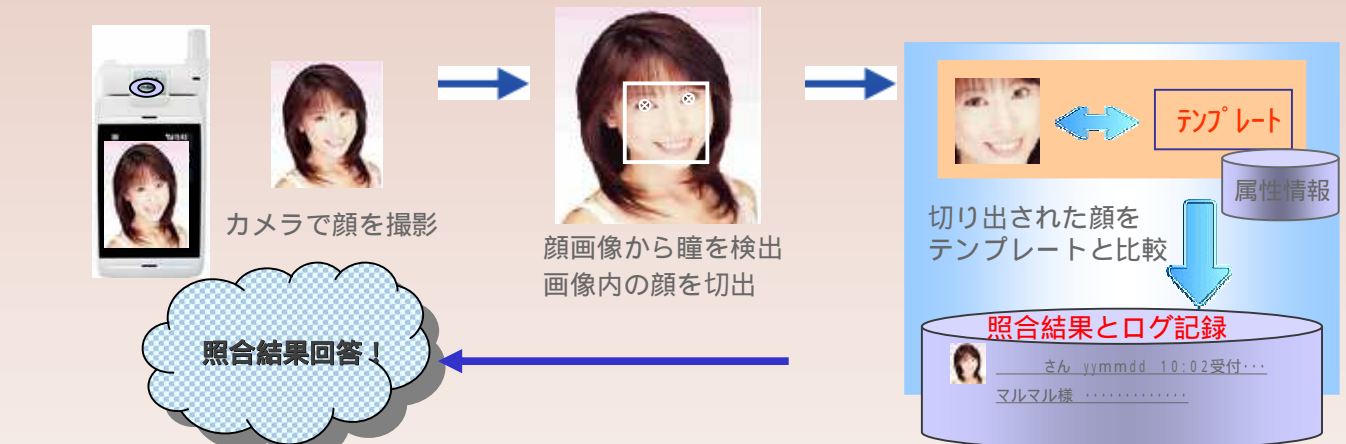 カメラで顔を撮影
顔画像から瞳を検出
画像内の顔を切出
テンプレート
属性情報
切り出された顔を
テンプレートと比較
照合結果とログ記録
さん yymmdd 10:02受付･･･
マルマル様 ･････････････
照合結果回答！